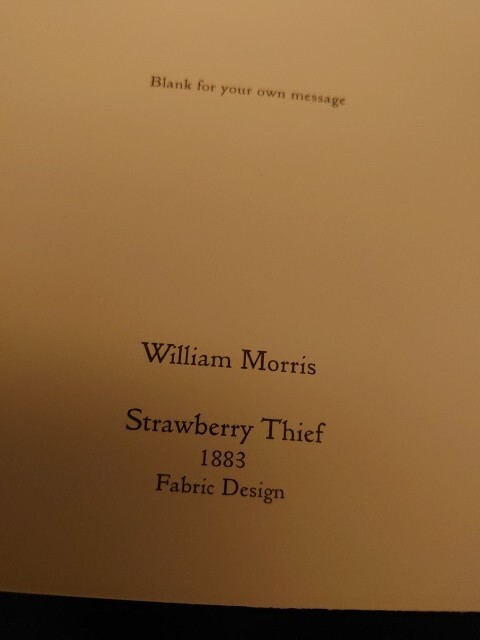 Blank for your own message
William Morris
Strawberry Thief
1883
Fabric Design